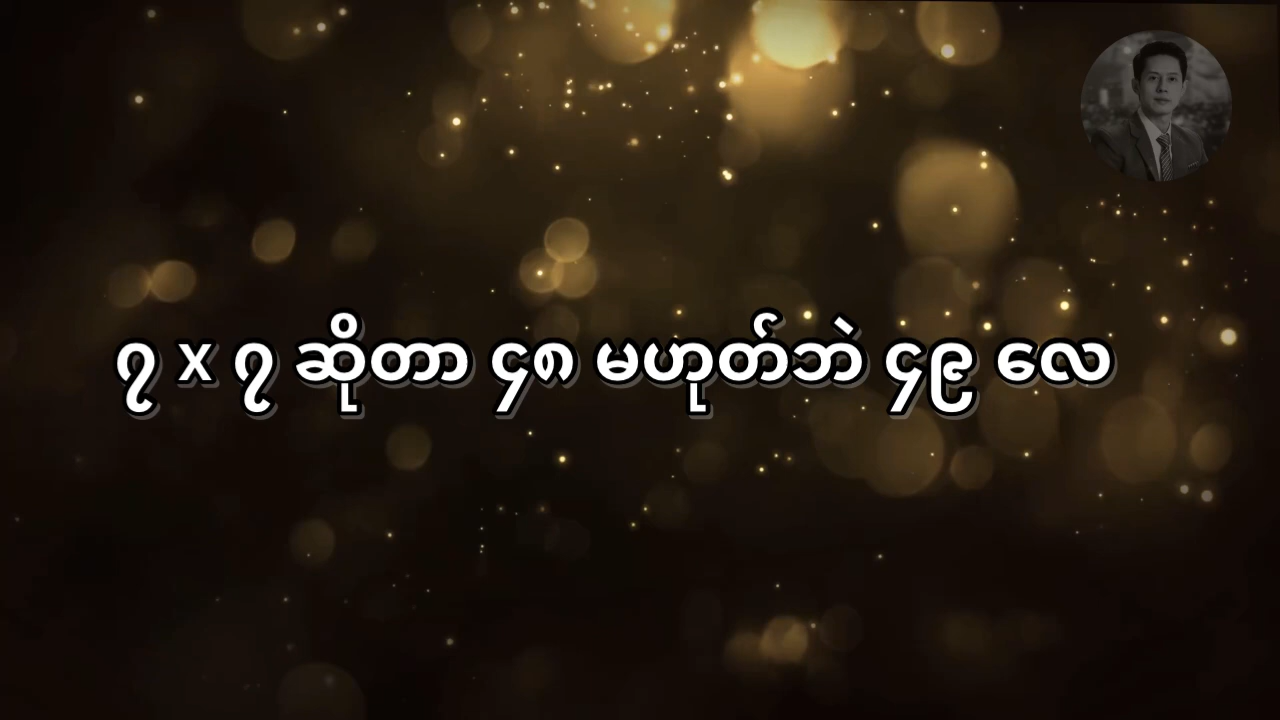 ၇ x ၇ ဆိုတာ ၄၈ မဟုတ်ဘဲ ၄၉ လေ